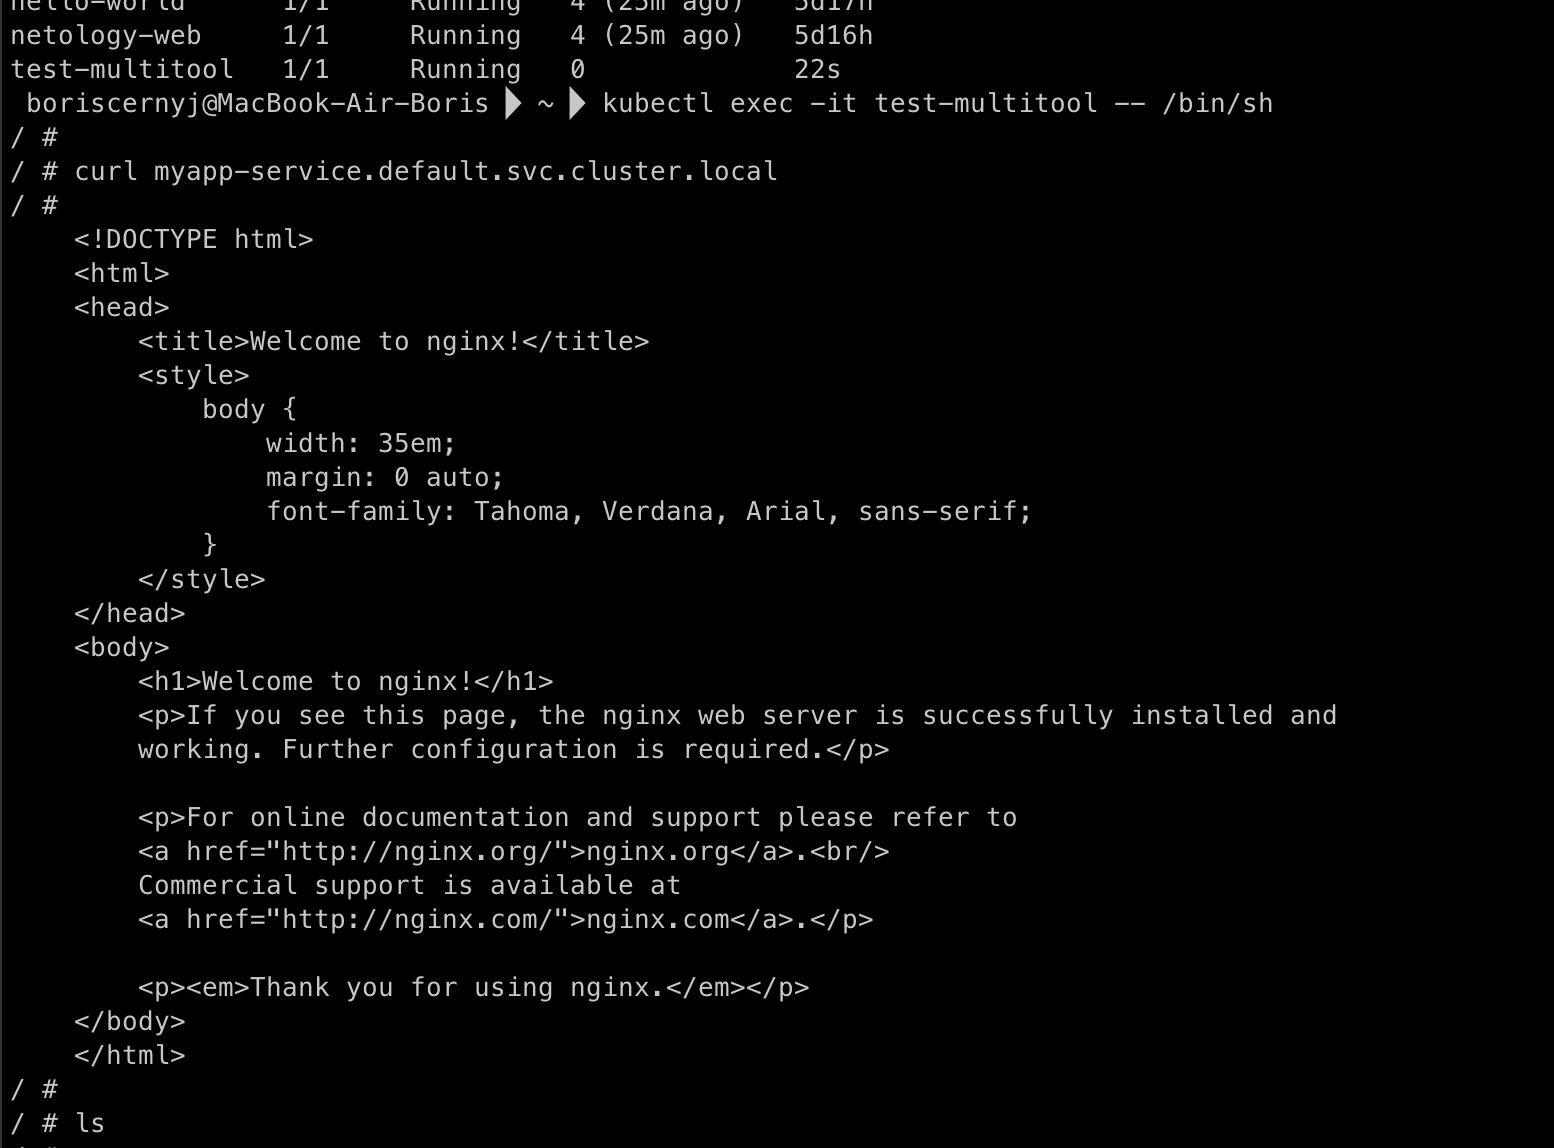 hello-world      1/1     Running   4 (25m ago)   5d17h
netology-web     1/1     Running   4 (25m ago)   5d16h
test-multitool   1/1     Running   0             22s
 boriscernyj@MacBook-Air-Boris  ~  kubectl exec -it test-multitool -- /bin/sh
/ #
/ # curl myapp-service.default.svc.cluster.local
/ #
    <!DOCTYPE html>
    <html>
    <head>
        <title>Welcome to nginx!</title>
        <style>
            body {
                width: 35em;
                margin: 0 auto;
                font-family: Tahoma, Verdana, Arial, sans-serif;
            }
        </style>
    </head>
    <body>
        <h1>Welcome to nginx!</h1>
        <p>If you see this page, the nginx web server is successfully installed and
        working. Further configuration is required.</p>

        <p>For online documentation and support please refer to
        <a href="http://nginx.org/">nginx.org</a>.<br/>
        Commercial support is available at
        <a href="http://nginx.com/">nginx.com</a>.</p>

        <p><em>Thank you for using nginx.</em></p>
    </body>
    </html>
/ #
/ # ls